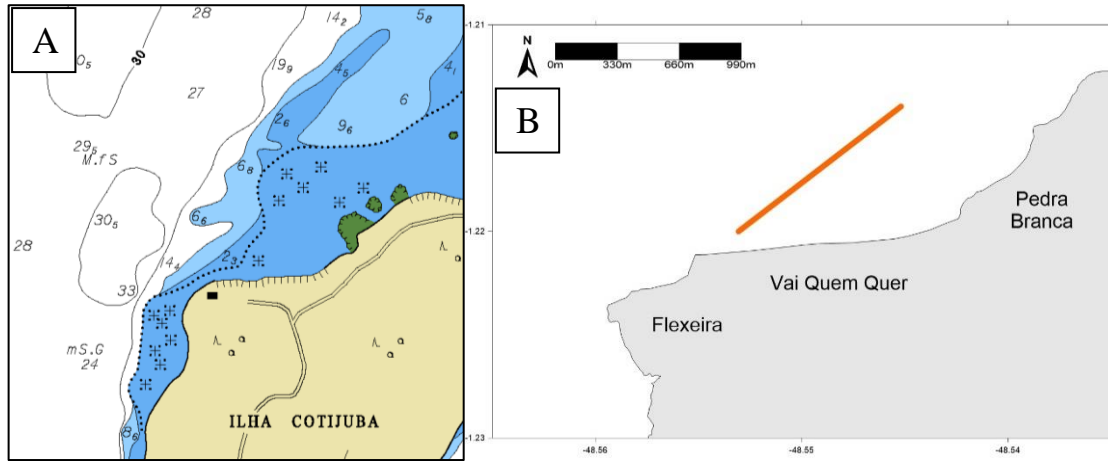 A
28
14₂
5₈
30
0₅
19₉
4₅
4₁
27
2₆
6
9₆
29₅
M.fS
6₈
30₅
6₆
28
14₄
2₃
33
mS.G
24
ILHA COTIJUBA
8₆
-1.21
N
0m 330m 660m 990m
B
Pedra
Branca
-1.22
Vai Quem Quer
Flexeira
-1.23
-48.56 -48.55 -48.54